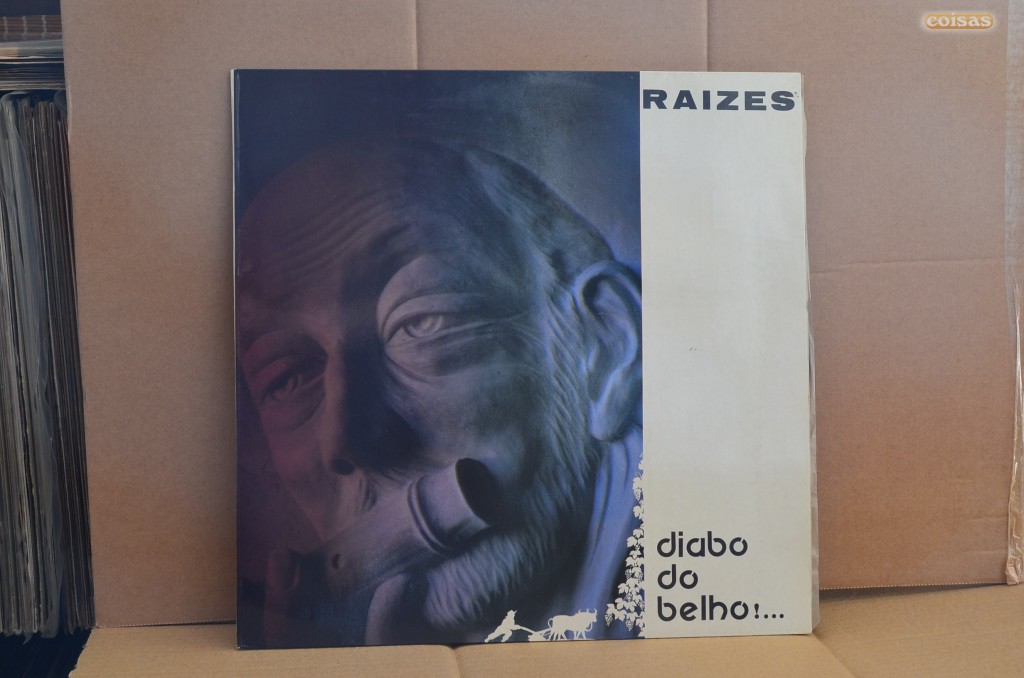 coisas
RAIZES
diabo
do
belho!...